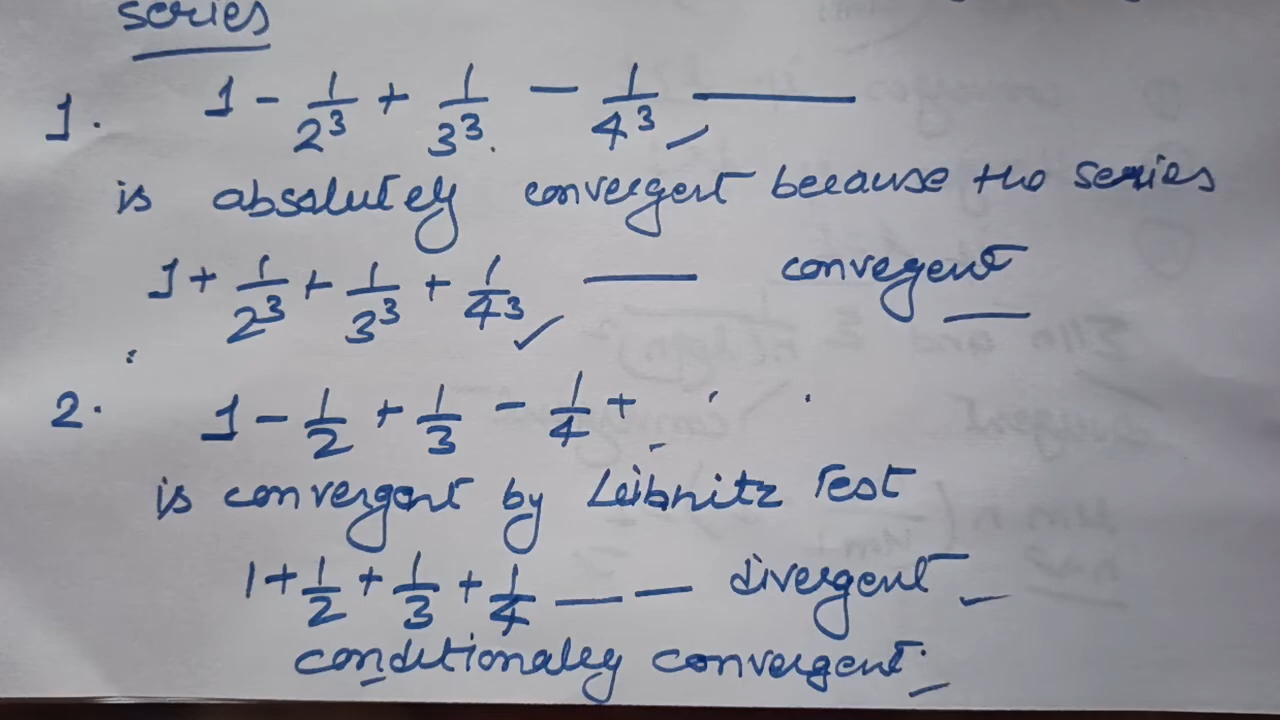 series
1. 1 - 1/2³ + 1/3³ - 1/4³ ———
is absolutely convergent because the series
1 + 1/2³ + 1/3³ + 1/4³ —— convegent
2. 1 - 1/2 + 1/3 - 1/4 + . .
is convergent by Leibnitz Test
1 + 1/2 + 1/3 + 1/4 — — divergent
conditionaley convergent.